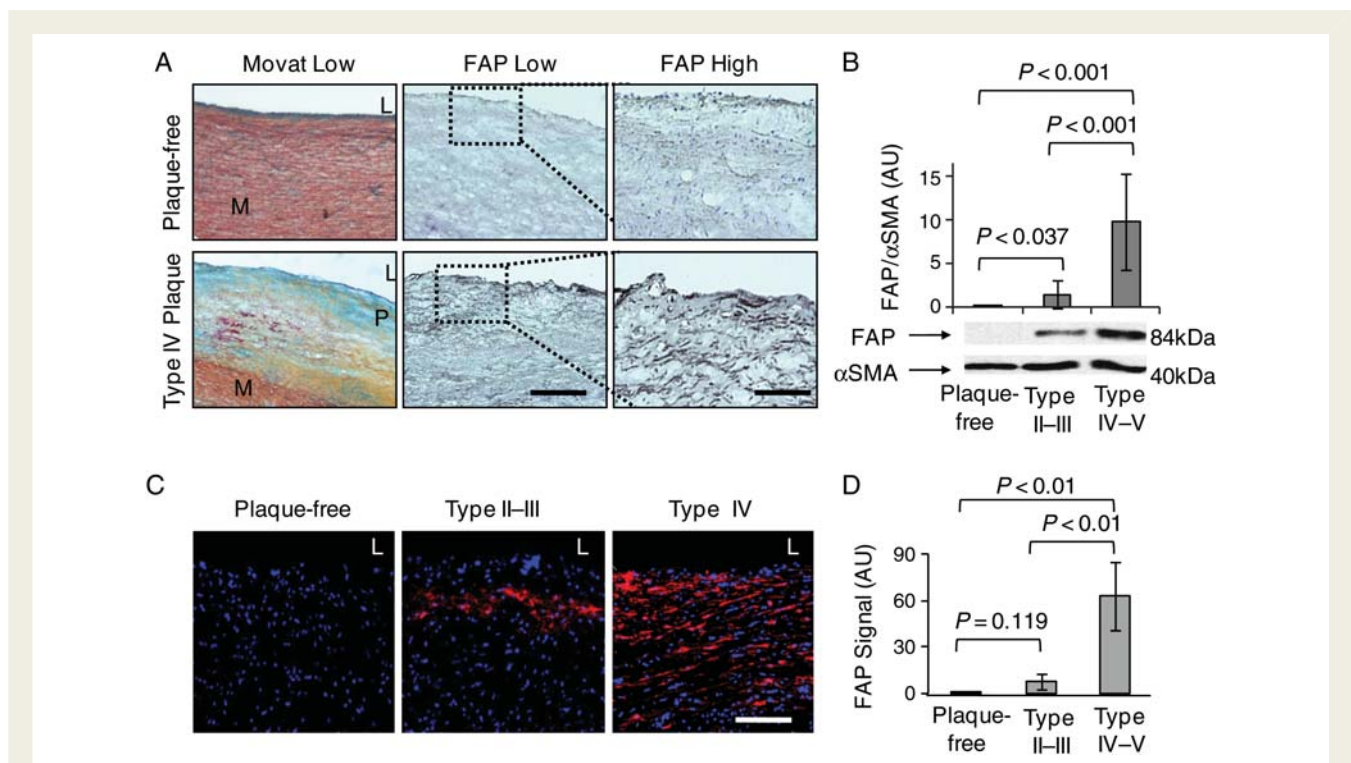 A
Movat Low
FAP Low
FAP High
Plaque-free
L
M
Type IV Plaque
L
P
M
B
P < 0.001
P < 0.001
P < 0.037
FAP/αSMA (AU)
15
10
5
0
FAP
84kDa
αSMA
40kDa
Plaque-
free
Type
II–III
Type
IV–V
C
Plaque-free
Type II–III
Type IV
L
L
L
D
P < 0.01
P < 0.01
P = 0.119
FAP Signal (AU)
90
60
30
0
Plaque-
free
Type
II–III
Type
IV–V